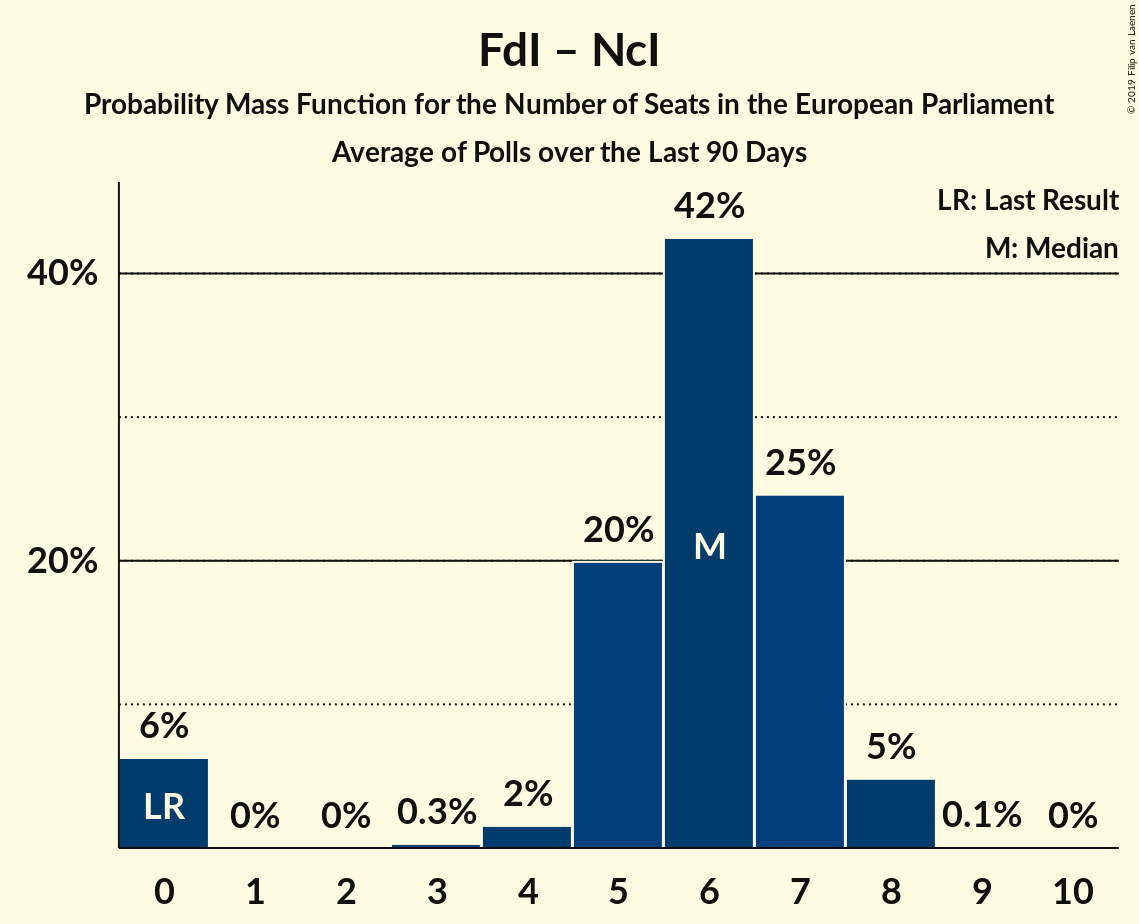 FdI – NcI
Probability Mass Function for the Number of Seats in the European Parliament
Average of Polls over the Last 90 Days
© 2019 Filip van Laenen
LR: Last Result
M: Median
40%
20%
6%
0%
0%
0.3%
2%
20%
42%
25%
5%
0.1%
0%
LR
M
0 1 2 3 4 5 6 7 8 9 10